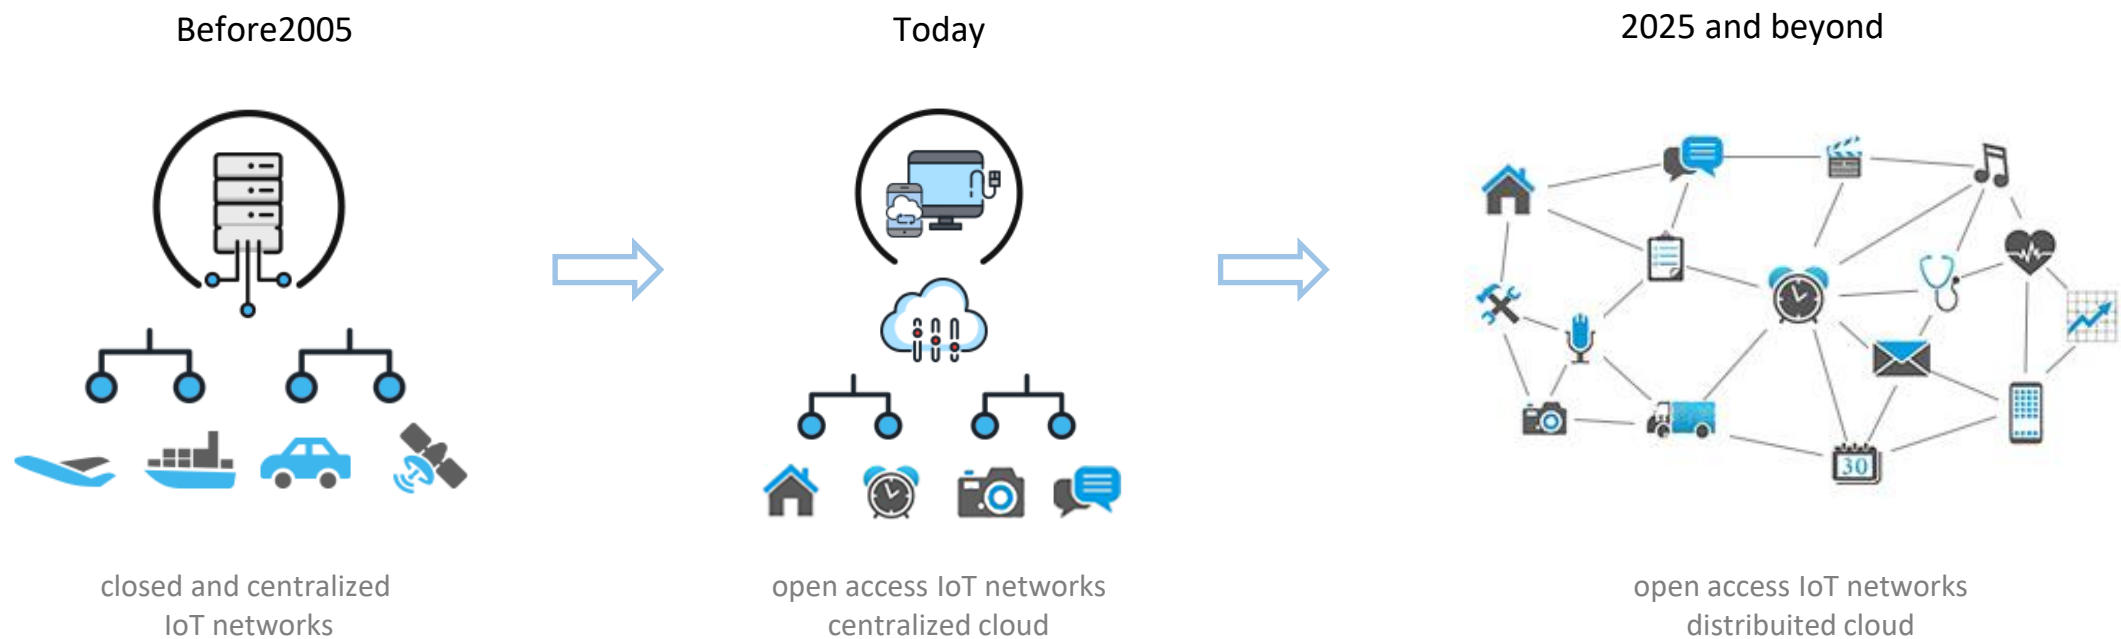 Before2005
Today
2025 and beyond
30
closed and centralized
IoT networks
open access IoT networks
centralized cloud
open access IoT networks
distribuited cloud